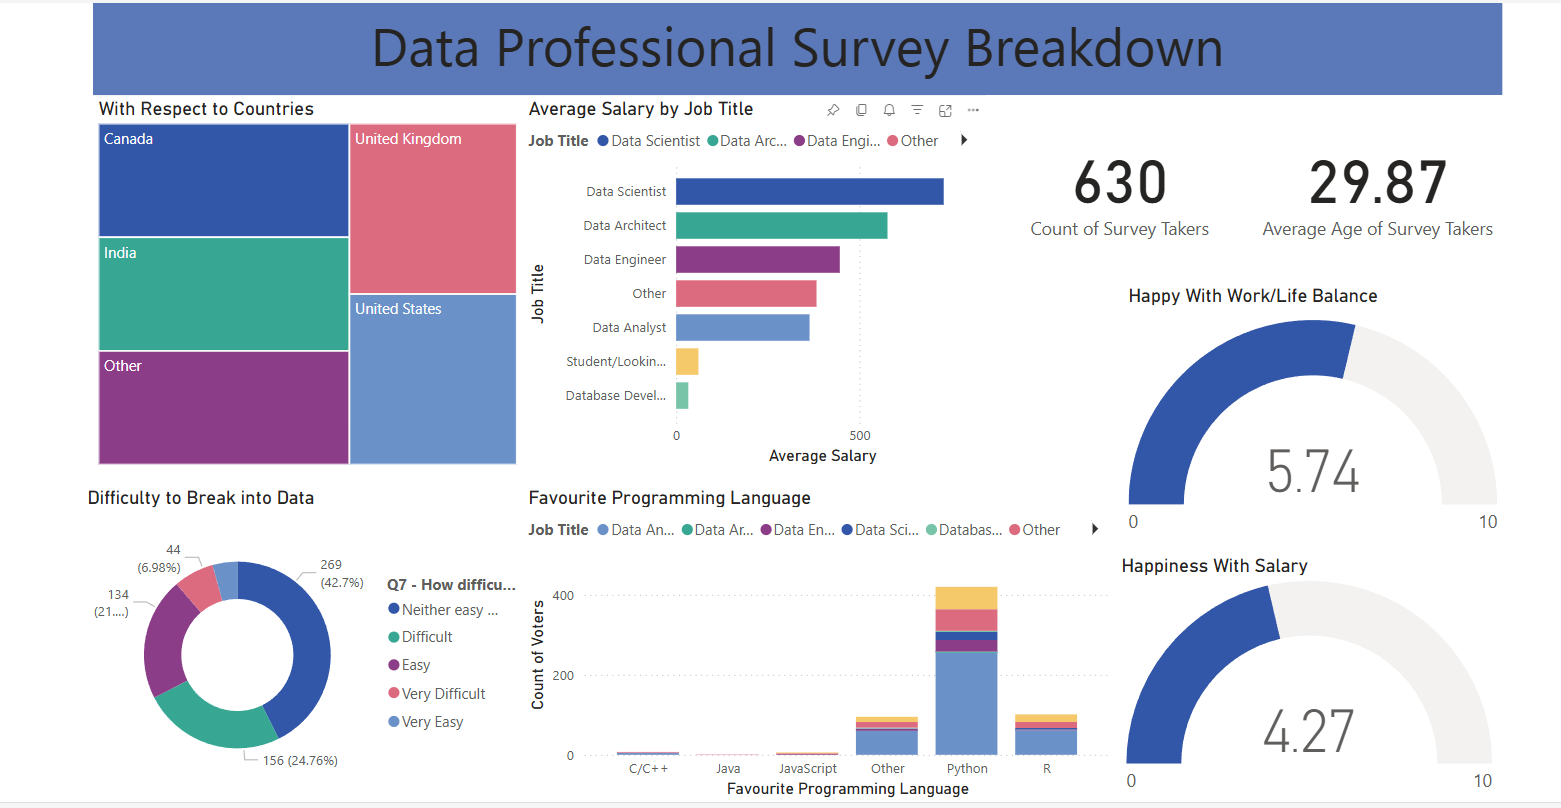 Data Professional Survey Breakdown
With Respect to Countries
Canada
United Kingdom
India
United States
Other
Average Salary by Job Title
Job Title Data Scientist Data Arc... Data Engi... Other
Job Title
Data Scientist
Data Architect
Data Engineer
Other
Data Analyst
Student/Lookin...
Database Devel...
0 500
Average Salary
630
Count of Survey Takers
29.87
Average Age of Survey Takers
Happy With Work/Life Balance
5.74
0 10
Difficulty to Break into Data
44
(6.98%)
269
(42.7%)
134
(21....)
156 (24.76%)
Q7 - How difficu...
Neither easy ...
Difficult
Easy
Very Difficult
Very Easy
Favourite Programming Language
Job Title Data An... Data Ar... Data En... Data Sci... Databas... Other
Count of Voters
400
200
0
C/C++ Java JavaScript Other Python R
Favourite Programming Language
Happiness With Salary
4.27
0 10